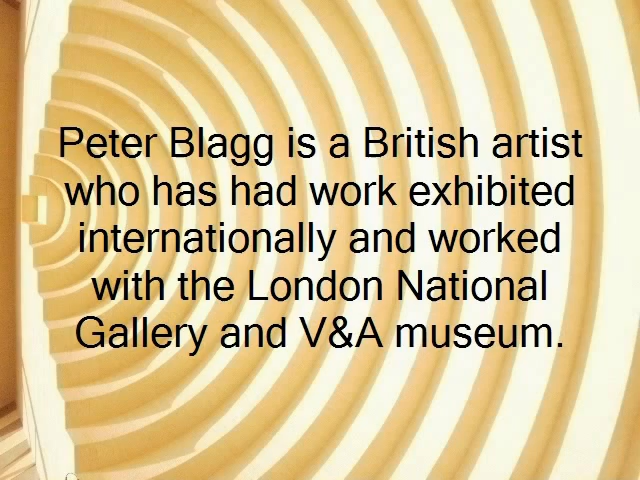 Peter Blagg is a British artist
who has had work exhibited
internationally and worked
with the London National
Gallery and V&A museum.